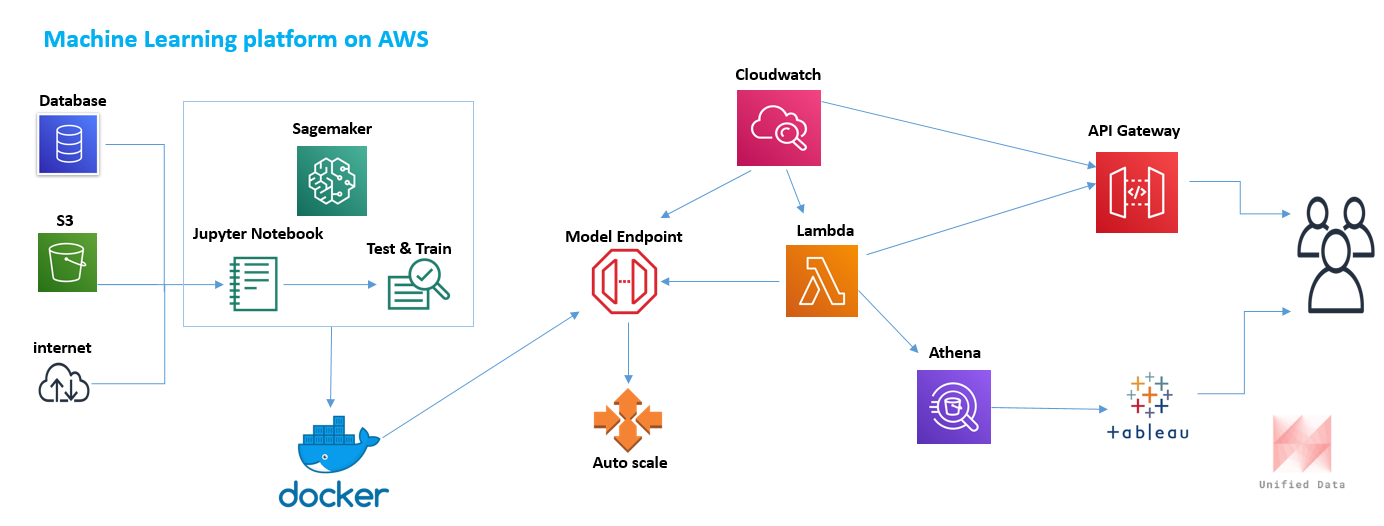 Machine Learning platform on AWS
Database
S3
internet
Sagemaker
Jupyter Notebook
Test & Train
docker
Cloudwatch
Model Endpoint
Lambda
Auto scale
API Gateway
</>
Athena
+ableau
Unified Data